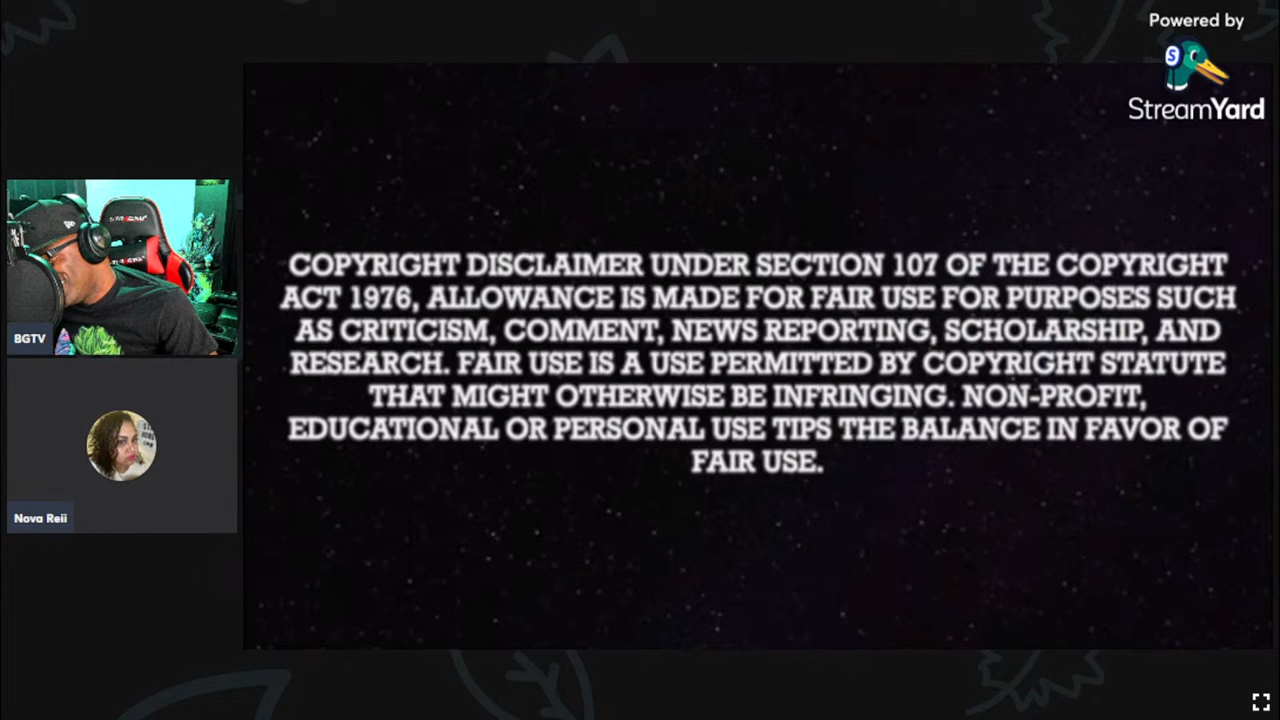 Powered by
StreamYard
COPYRIGHT DISCLAIMER UNDER SECTION 107 OF THE COPYRIGHT
ACT 1976, ALLOWANCE IS MADE FOR FAIR USE FOR PURPOSES SUCH
AS CRITICISM, COMMENT, NEWS REPORTING, SCHOLARSHIP, AND
RESEARCH. FAIR USE IS A USE PERMITTED BY COPYRIGHT STATUTE
THAT MIGHT OTHERWISE BE INFRINGING. NON-PROFIT,
EDUCATIONAL OR PERSONAL USE TIPS THE BALANCE IN FAVOR OF
FAIR USE.
BGTV
Nova Reii